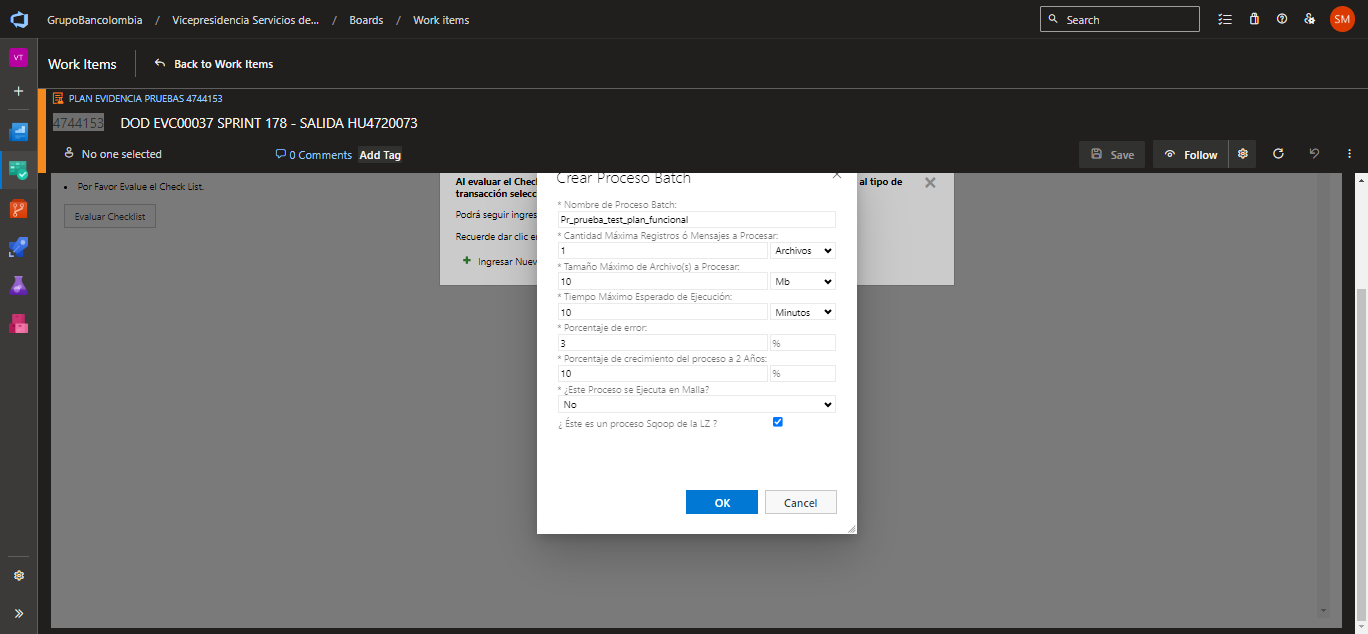 GrupoBancolombia / Vicepresidencia Servicios de... / Boards / Work items
Search
SM
VT
Work Items
Back to Work Items
PLAN EVIDENCIA PRUEBAS 4744153
4744153 DOD EVC00037 SPRINT 178 - SALIDA HU4720073
No one selected
0 Comments
Add Tag
Save
Follow
Por Favor Evalue el Check List.
Evaluar Checklist
Al evaluar el Chec
al tipo de
transacción selecc
Podrá seguir ingres
Recuerde dar clic en
Ingresar Nuev
Crear Proceso Batch
* Nombre de Proceso Batch:
Pr_prueba_test_plan_funcional
* Cantidad Máxima Registros ó Mensajes a Procesar:
1 Archivos
* Tamaño Máximo de Archivo(s) a Procesar:
10 Mb
* Tiempo Máximo Esperado de Ejecución:
10 Minutos
* Porcentaje de error:
3 %
* Porcentaje de crecimiento del proceso a 2 Años:
10 %
* ¿Este Proceso se Ejecuta en Malla?
No
¿ Éste es un proceso Sqoop de la LZ ?
OK
Cancel